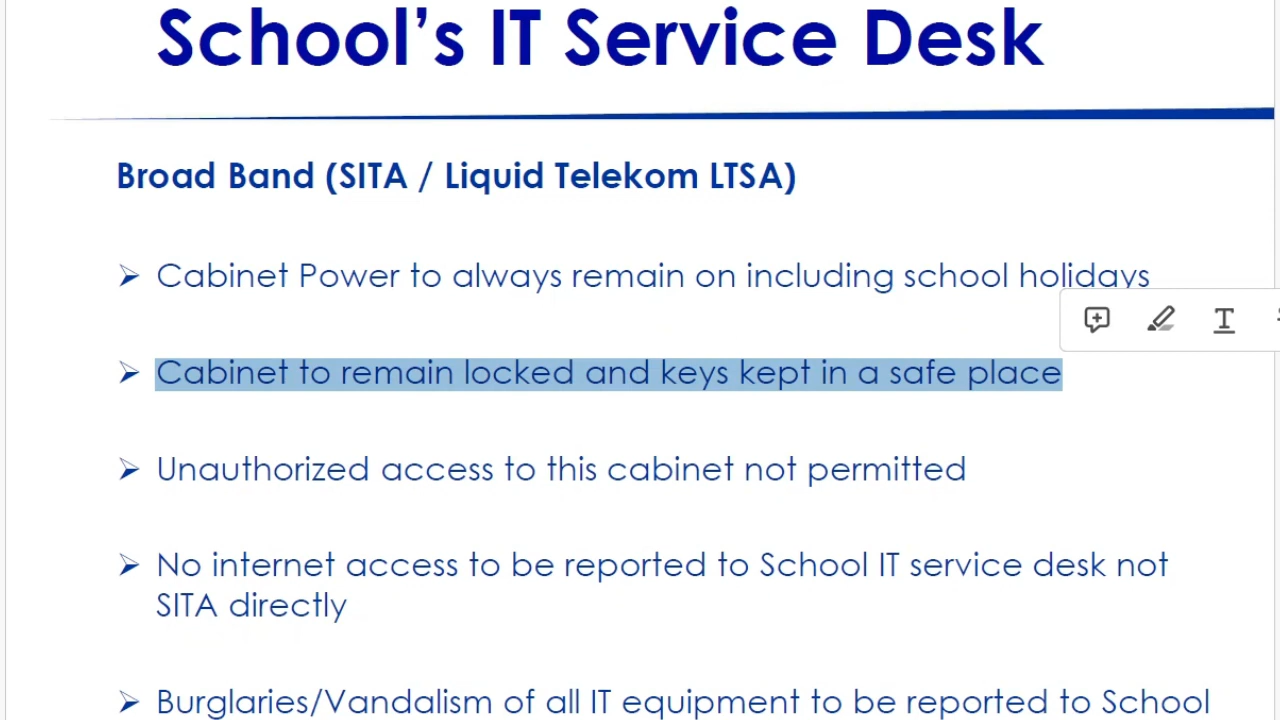 School's IT Service Desk
Broad Band (SITA / Liquid Telekom LTSA)
➢ Cabinet Power to always remain on including school holidays
➢ Cabinet to remain locked and keys kept in a safe place
➢ Unauthorized access to this cabinet not permitted
➢ No internet access to be reported to School IT service desk not
SITA directly
➢ Burglaries/Vandalism of all IT equipment to be reported to School